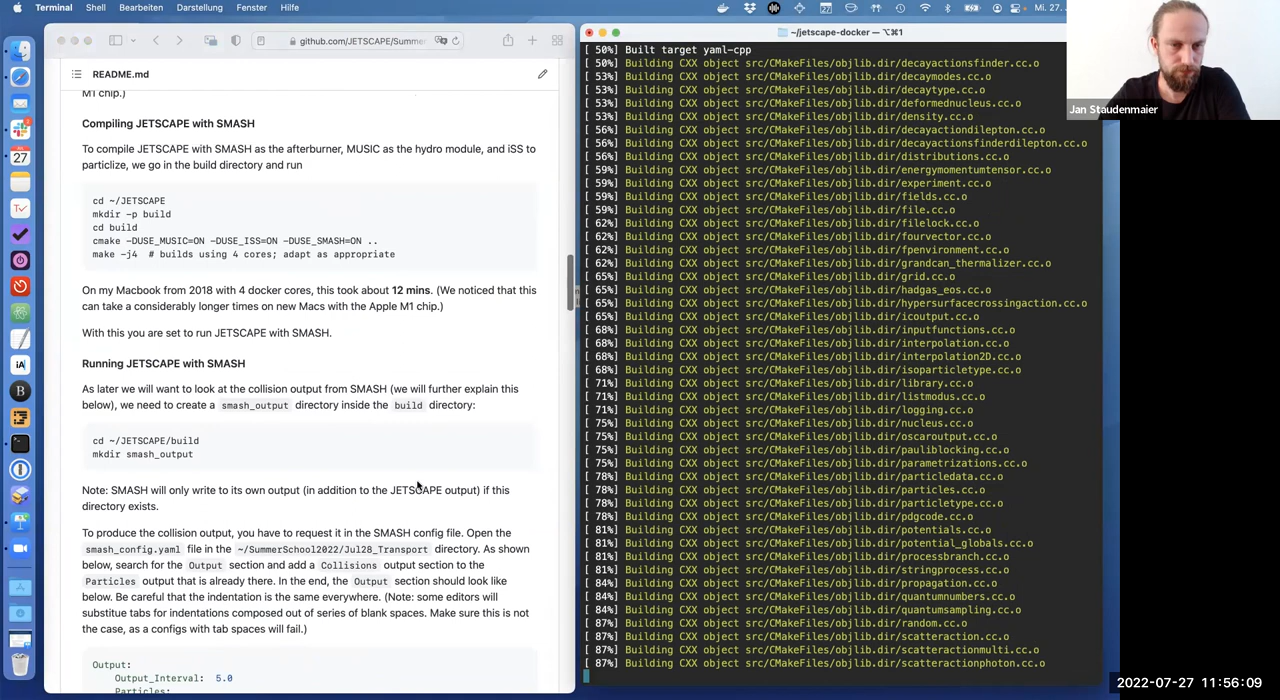 Terminal Shell Bearbeiten Darstellung Fenster Hilfe
Mi. 27.
github.com/JETSCAPE/Summer
~/jetscape-docker — ⌥⌘1
27
README.md
M1 chip.)
Compiling JETSCAPE with SMASH
To compile JETSCAPE with SMASH as the afterburner, MUSIC as the hydro module, and iSS to
particlize, we go in the build directory and run
cd ~/JETSCAPE
mkdir -p build
cd build
cmake -DUSE_MUSIC=ON -DUSE_ISS=ON -DUSE_SMASH=ON ..
make -j4 # builds using 4 cores; adapt as appropriate
On my Macbook from 2018 with 4 docker cores, this took about 12 mins. (We noticed that this
can take a considerably longer times on new Macs with the Apple M1 chip.)
With this you are set to run JETSCAPE with SMASH.
Running JETSCAPE with SMASH
As later we will want to look at the collision output from SMASH (we will further explain this
below), we need to create a smash_output directory inside the build directory:
cd ~/JETSCAPE/build
mkdir smash_output
Note: SMASH will only write to its own output (in addition to the JETSCAPE output) if this
directory exists.
To produce the collision output, you have to request it in the SMASH config file. Open the
smash_config.yaml file in the ~/SummerSchool2022/Jul28_Transport directory. As shown
below, search for the Output section and add a Collisions output section to the
Particles output that is already there. In the end, the Output section should look like
below. Be careful that the indentation is the same everywhere. (Note: some editors will
substitue tabs for indentations composed out of series of blank spaces. Make sure this is not
the case, as a configs with tab spaces will fail.)
Output:
Output_Interval: 5.0
Particles:
[ 50%] Built target yaml-cpp
[ 50%] Building CXX object src/CMakeFiles/objlib.dir/decayactionsfinder.cc.o
[ 53%] Building CXX object src/CMakeFiles/objlib.dir/decaymodes.cc.o
[ 53%] Building CXX object src/CMakeFiles/objlib.dir/decaytype.cc.o
[ 53%] Building CXX object src/CMakeFiles/objlib.dir/deformednucleus.cc.o
[ 53%] Building CXX object src/CMakeFiles/objlib.dir/density.cc.o
[ 56%] Building CXX object src/CMakeFiles/objlib.dir/decayactiondilepton.cc.o
[ 56%] Building CXX object src/CMakeFiles/objlib.dir/decayactionsfinderdilepton.cc.o
[ 56%] Building CXX object src/CMakeFiles/objlib.dir/distributions.cc.o
[ 59%] Building CXX object src/CMakeFiles/objlib.dir/energymomentumtensor.cc.o
[ 59%] Building CXX object src/CMakeFiles/objlib.dir/experiment.cc.o
[ 59%] Building CXX object src/CMakeFiles/objlib.dir/fields.cc.o
[ 59%] Building CXX object src/CMakeFiles/objlib.dir/file.cc.o
[ 62%] Building CXX object src/CMakeFiles/objlib.dir/filelock.cc.o
[ 62%] Building CXX object src/CMakeFiles/objlib.dir/fourvector.cc.o
[ 62%] Building CXX object src/CMakeFiles/objlib.dir/fpenvironment.cc.o
[ 62%] Building CXX object src/CMakeFiles/objlib.dir/grandcan_thermalizer.cc.o
[ 65%] Building CXX object src/CMakeFiles/objlib.dir/grid.cc.o
[ 65%] Building CXX object src/CMakeFiles/objlib.dir/hadgas_eos.cc.o
[ 65%] Building CXX object src/CMakeFiles/objlib.dir/hypersurfacecrossingaction.cc.o
[ 65%] Building CXX object src/CMakeFiles/objlib.dir/icoutput.cc.o
[ 68%] Building CXX object src/CMakeFiles/objlib.dir/inputfunctions.cc.o
[ 68%] Building CXX object src/CMakeFiles/objlib.dir/interpolation.cc.o
[ 68%] Building CXX object src/CMakeFiles/objlib.dir/interpolation2D.cc.o
[ 68%] Building CXX object src/CMakeFiles/objlib.dir/isoparticletype.cc.o
[ 71%] Building CXX object src/CMakeFiles/objlib.dir/library.cc.o
[ 71%] Building CXX object src/CMakeFiles/objlib.dir/listmodus.cc.o
[ 71%] Building CXX object src/CMakeFiles/objlib.dir/logging.cc.o
[ 75%] Building CXX object src/CMakeFiles/objlib.dir/nucleus.cc.o
[ 75%] Building CXX object src/CMakeFiles/objlib.dir/oscaroutput.cc.o
[ 75%] Building CXX object src/CMakeFiles/objlib.dir/pauliblocking.cc.o
[ 75%] Building CXX object src/CMakeFiles/objlib.dir/parametrizations.cc.o
[ 78%] Building CXX object src/CMakeFiles/objlib.dir/particledata.cc.o
[ 78%] Building CXX object src/CMakeFiles/objlib.dir/particles.cc.o
[ 78%] Building CXX object src/CMakeFiles/objlib.dir/particletype.cc.o
[ 78%] Building CXX object src/CMakeFiles/objlib.dir/pdgcode.cc.o
[ 81%] Building CXX object src/CMakeFiles/objlib.dir/potentials.cc.o
[ 81%] Building CXX object src/CMakeFiles/objlib.dir/potential_globals.cc.o
[ 81%] Building CXX object src/CMakeFiles/objlib.dir/processbranch.cc.o
[ 81%] Building CXX object src/CMakeFiles/objlib.dir/stringprocess.cc.o
[ 84%] Building CXX object src/CMakeFiles/objlib.dir/propagation.cc.o
[ 84%] Building CXX object src/CMakeFiles/objlib.dir/quantumnumbers.cc.o
[ 84%] Building CXX object src/CMakeFiles/objlib.dir/quantumsampling.cc.o
[ 87%] Building CXX object src/CMakeFiles/objlib.dir/random.cc.o
[ 87%] Building CXX object src/CMakeFiles/objlib.dir/scatteraction.cc.o
[ 87%] Building CXX object src/CMakeFiles/objlib.dir/scatteractionmulti.cc.o
[ 87%] Building CXX object src/CMakeFiles/objlib.dir/scatteractionphoton.cc.o
Jan Staudenmaier
2022-07-27 11:56:09